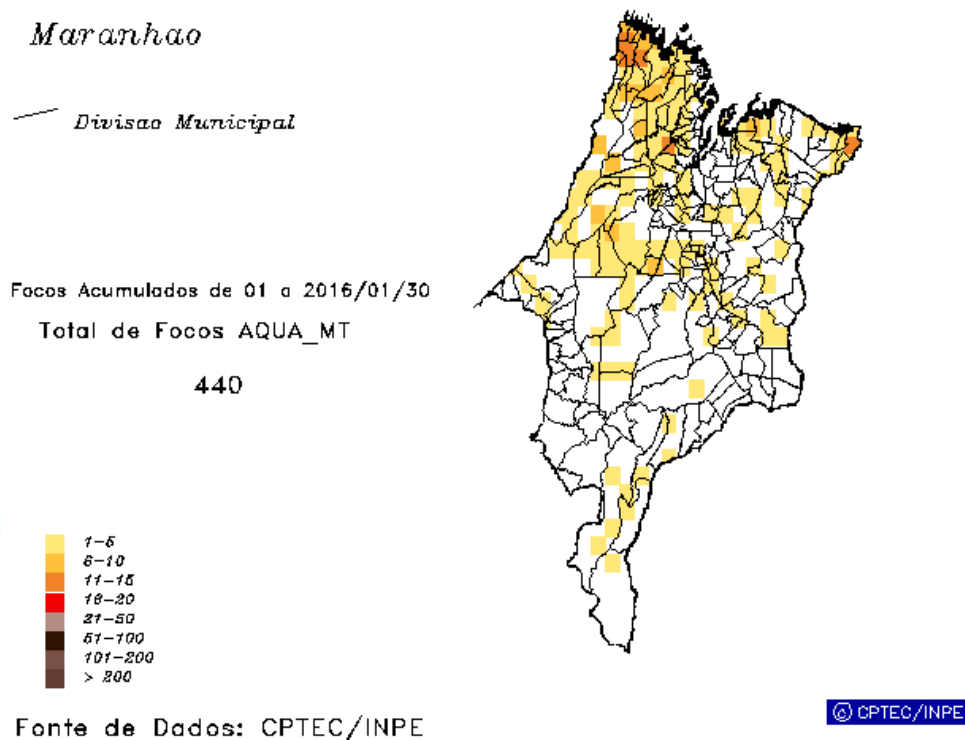 Maranhao
Divisao Municipal
Focos Acumulados de 01 a 2016/01/30
Total de Focos AQUA_MT
440
1-5
6-10
11-15
16-20
21-50
51-100
101-200
> 200
Fonte de Dados: CPTEC/INPE
© CPTEC/INPE